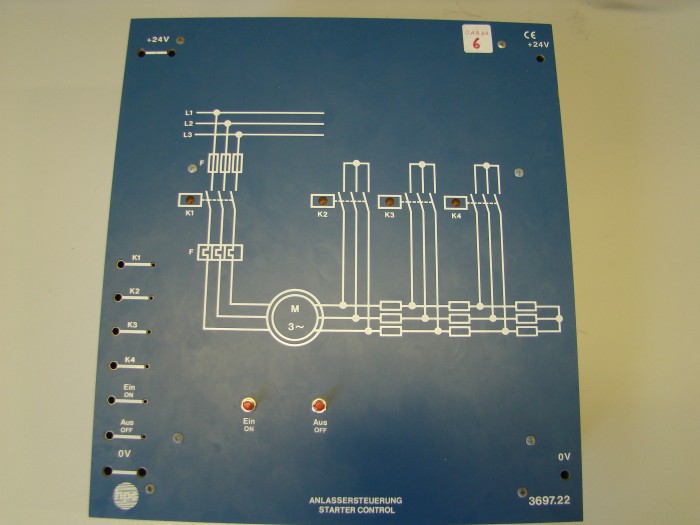 +24V
6
CE
+24V
L1
L2
L3
F
K1
K2
K3
K4
F
M
3~
K1
K2
K3
K4
Ein
ON
Aus
OFF
0V
hps
Ein
ON
Aus
OFF
0V
ANLASSERSTEUERUNG
STARTER CONTROL
3697.22